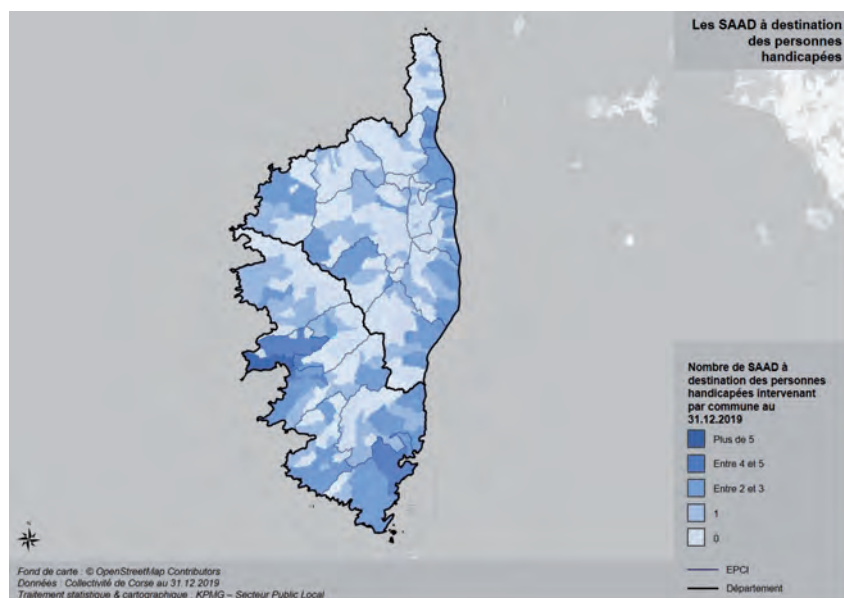 Les SAAD à destination
des personnes
handicapées
Nombre de SAAD à
destination des personnes
handicapées intervenant
par commune au
31.12.2019
Plus de 5
Entre 4 et 5
Entre 2 et 3
1
0
EPCI
Département
Fond de carte : © OpenStreetMap Contributors
Données : Collectivité de Corse au 31.12 2019
Traitement statistique & cartographique : KPMG – Secteur Public Local